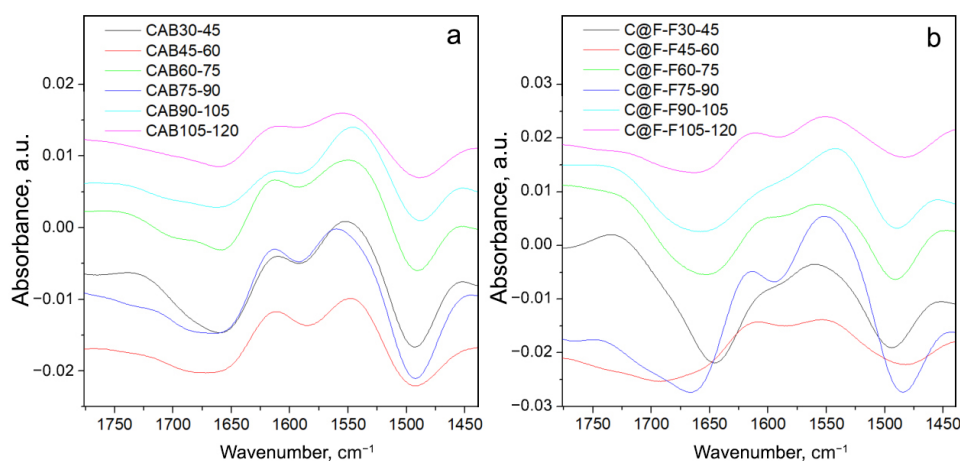 a
CAB30-45
CAB45-60
CAB60-75
CAB75-90
CAB90-105
CAB105-120
0.02
0.01
0.00
−0.01
−0.02
Absorbance, a.u.
1750 1700 1650 1600 1550 1500 1450
Wavenumber, cm⁻¹
b
C@F-F30-45
C@F-F45-60
C@F-F60-75
C@F-F75-90
C@F-F90-105
C@F-F105-120
0.03
0.02
0.01
0.00
−0.01
−0.02
−0.03
Absorbance, a.u.
1750 1700 1650 1600 1550 1500 1450
Wavenumber, cm⁻¹